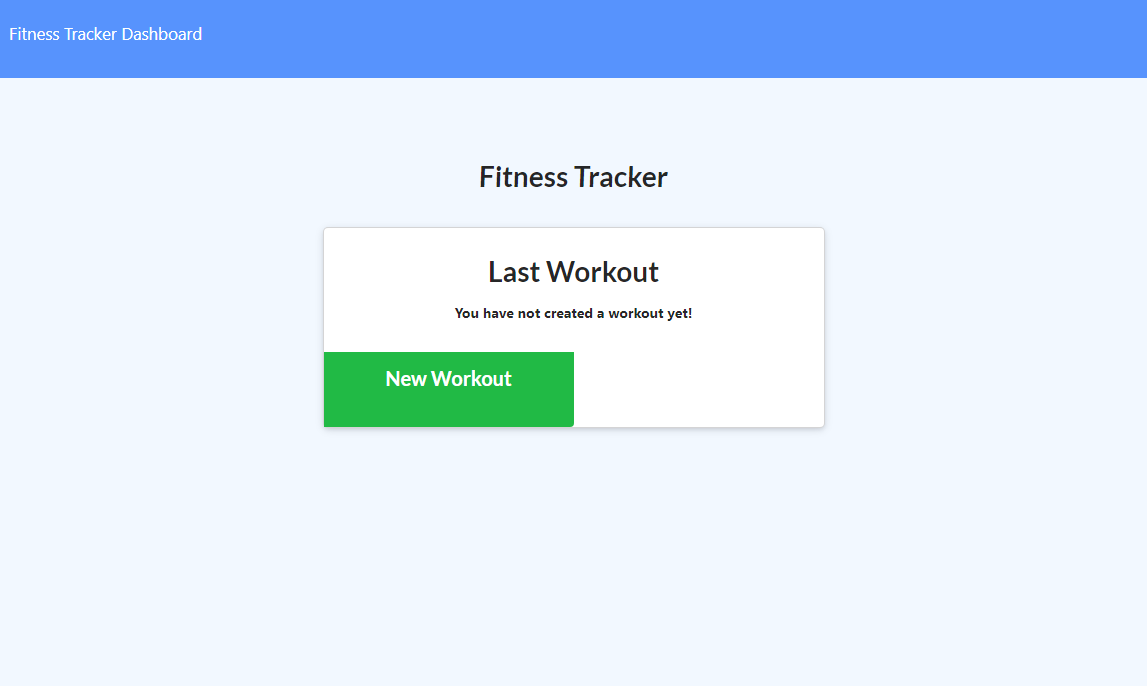 Fitness Tracker Dashboard
Fitness Tracker
Last Workout
You have not created a workout yet!
New Workout